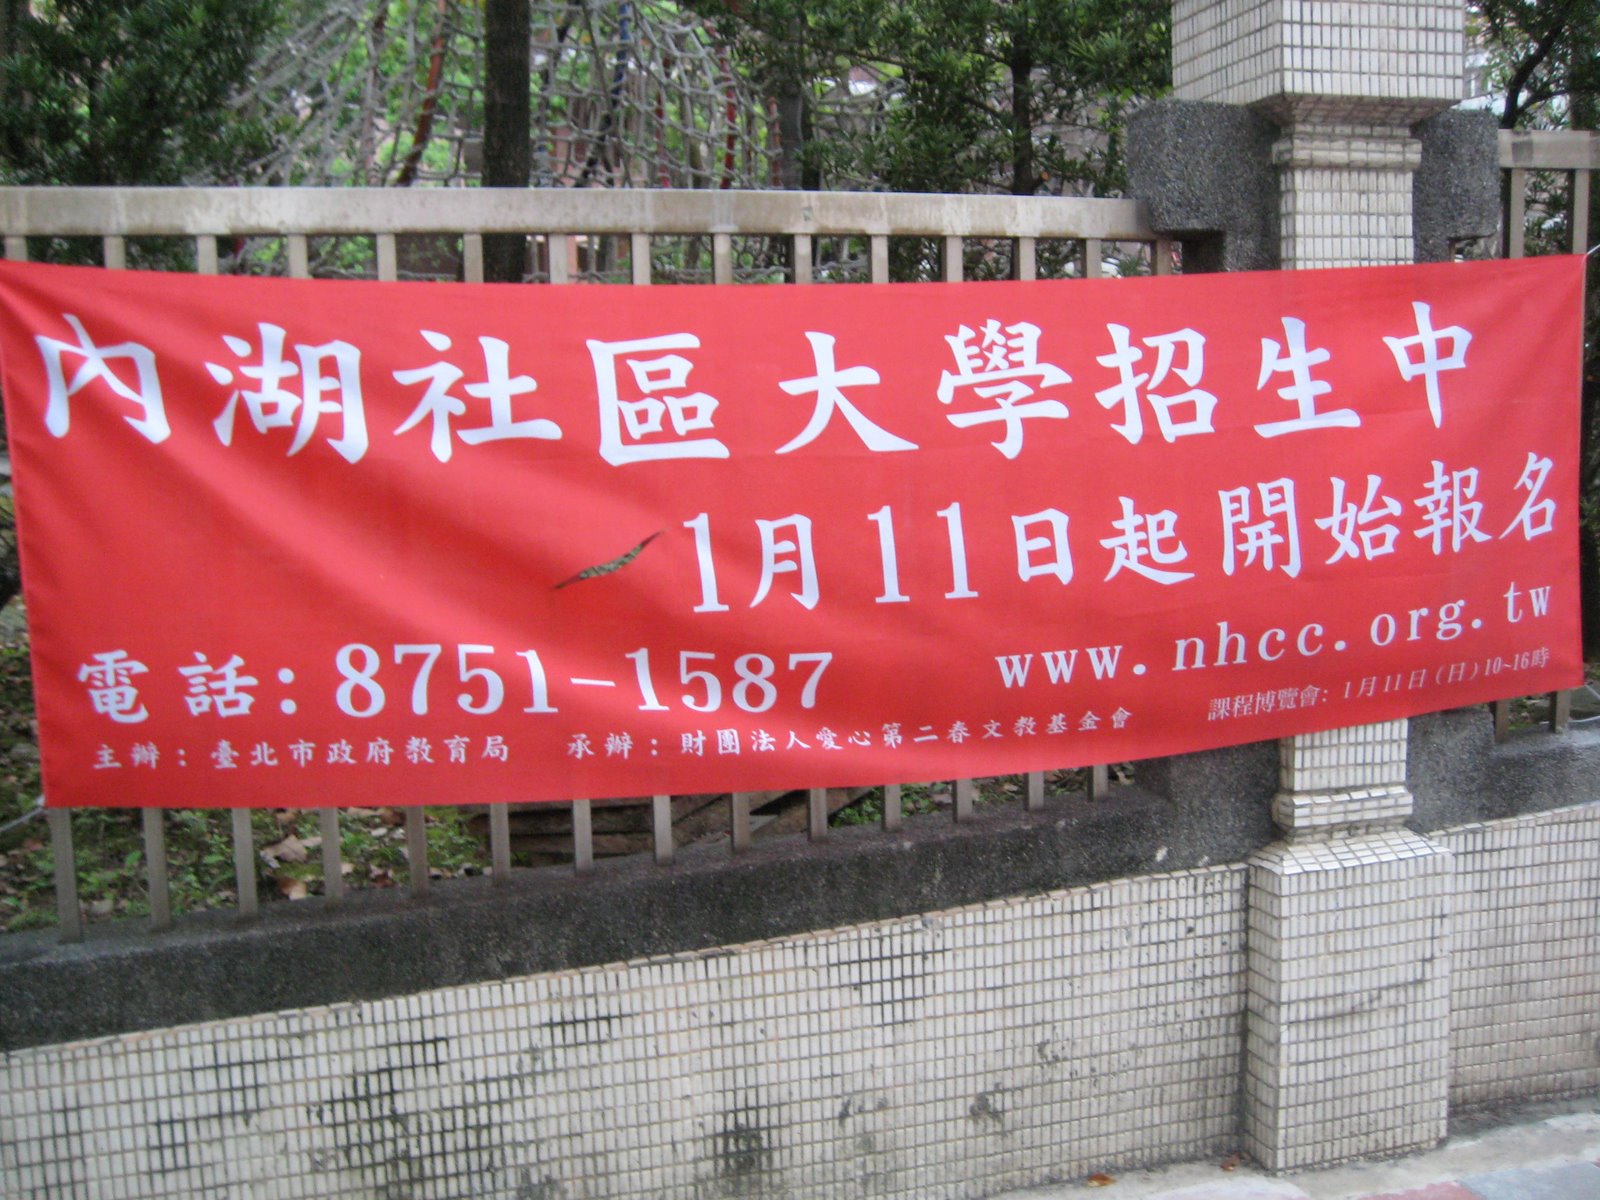 內湖社區大學招生中
1月11日起開始報名
電話:8751-1587 www.nhcc.org.tw
主辦:臺北市政府教育局 承辦:財團法人愛心第二春文教基金會 課程博覽會:1月11日(日)10~16時